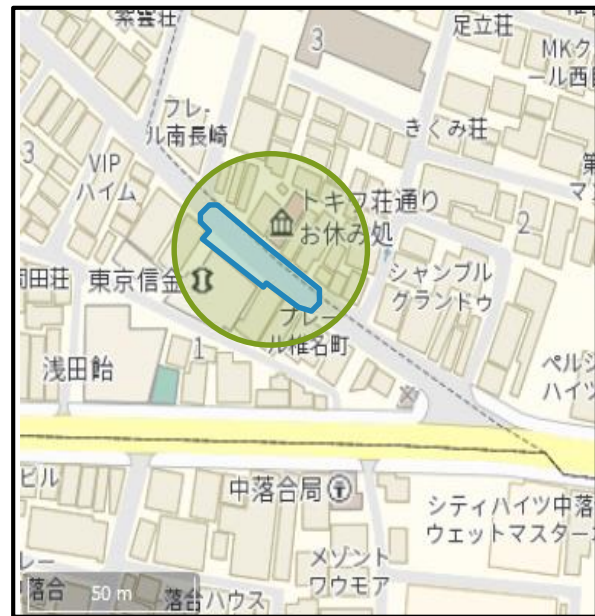 紫雲荘
足立荘
3
MKク
ール西
フレ-
ル南長崎
きくみ荘
3
VIP
ハイム
第
トキワ荘通り
お休み処
2
岡田荘
東京信金
シャンブル
グランドゥ
フレー
ル椎名町
1
浅田飴
ペルシ
ハイツ
ビル
中落合局
シティハイツ中落
ウェットマスター
レー
メゾント
ワウモア
落合
50 m
落合ハウス